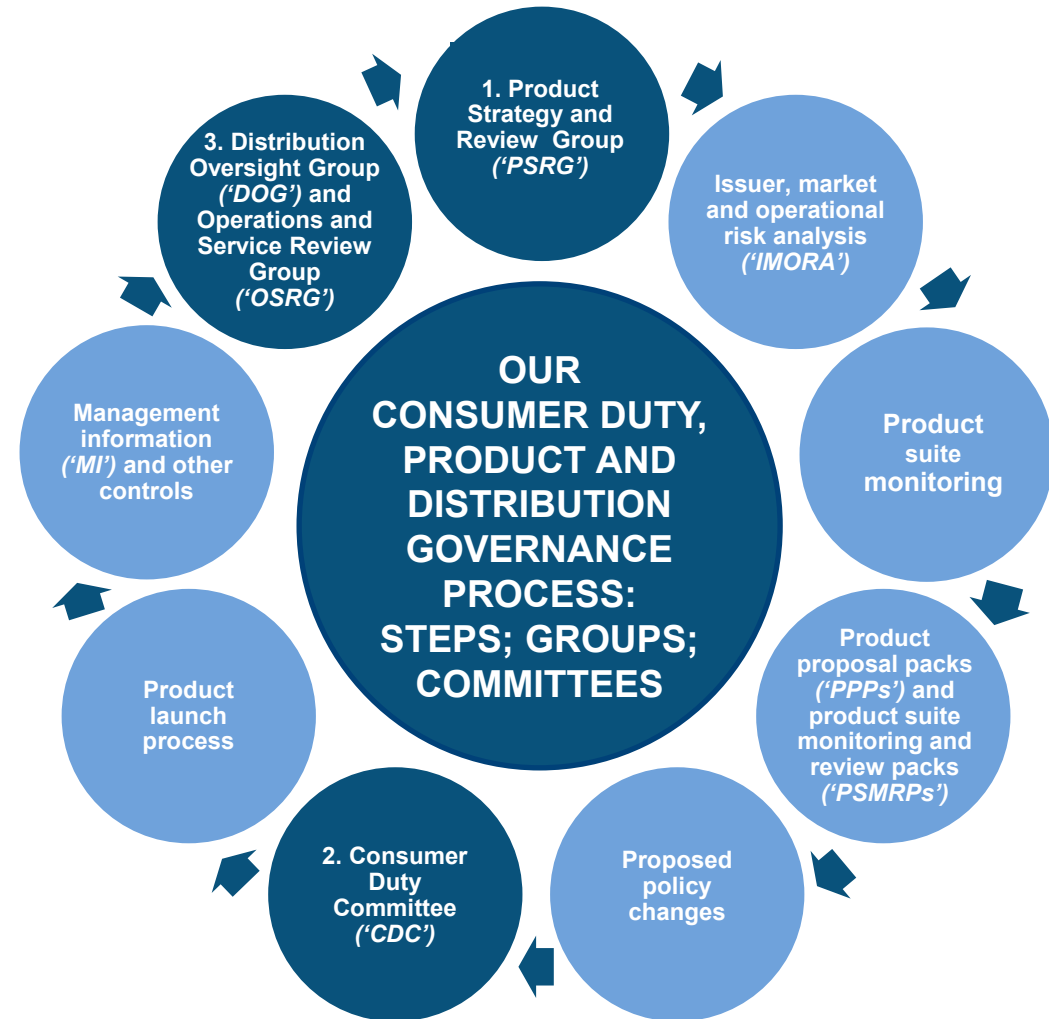 1. Product
Strategy and
Review Group
(‘PSRG’)
Issuer, market
and operational
risk analysis
(‘IMORA’)
Product
suite
monitoring
Product
proposal packs
(‘PPPs’) and
product suite
monitoring and
review packs
(‘PSMRPs’)
Proposed
policy
changes
2. Consumer
Duty
Committee
(‘CDC’)
Product
launch
process
Management
information
(‘MI’) and other
controls
3. Distribution
Oversight Group
(‘DOG’) and
Operations and
Service Review
Group
(‘OSRG’)
OUR
CONSUMER DUTY,
PRODUCT AND
DISTRIBUTION
GOVERNANCE
PROCESS:
STEPS; GROUPS;
COMMITTEES